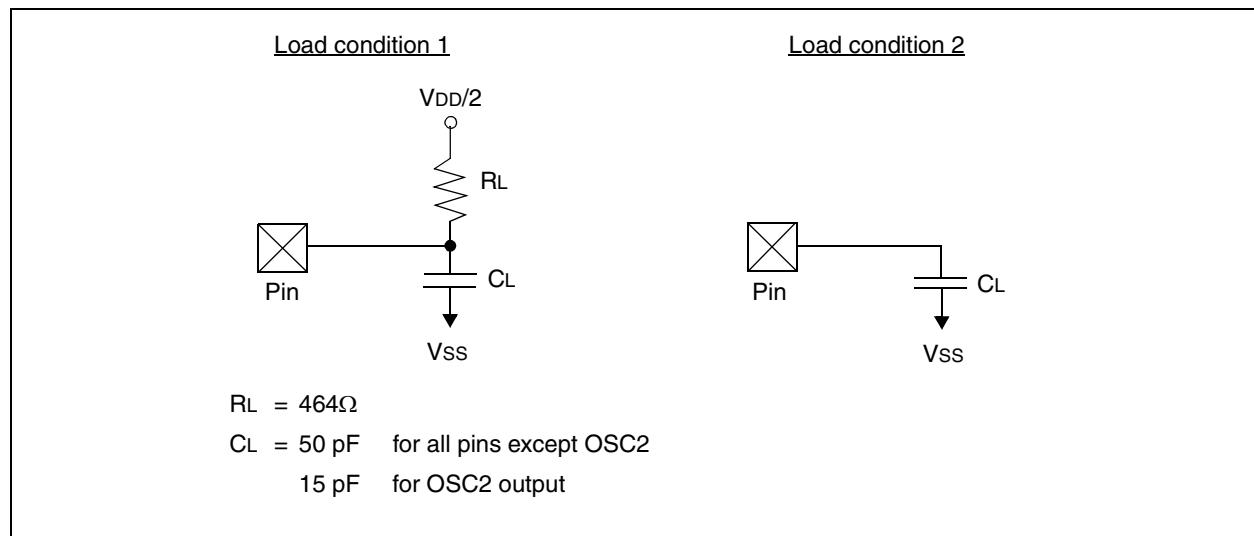 Load condition 1
Load condition 2
VDD/2
RL
CL
Pin
VSS
Pin
CL
VSS
RL = 464Ω
CL = 50 pF for all pins except OSC2
15 pF for OSC2 output